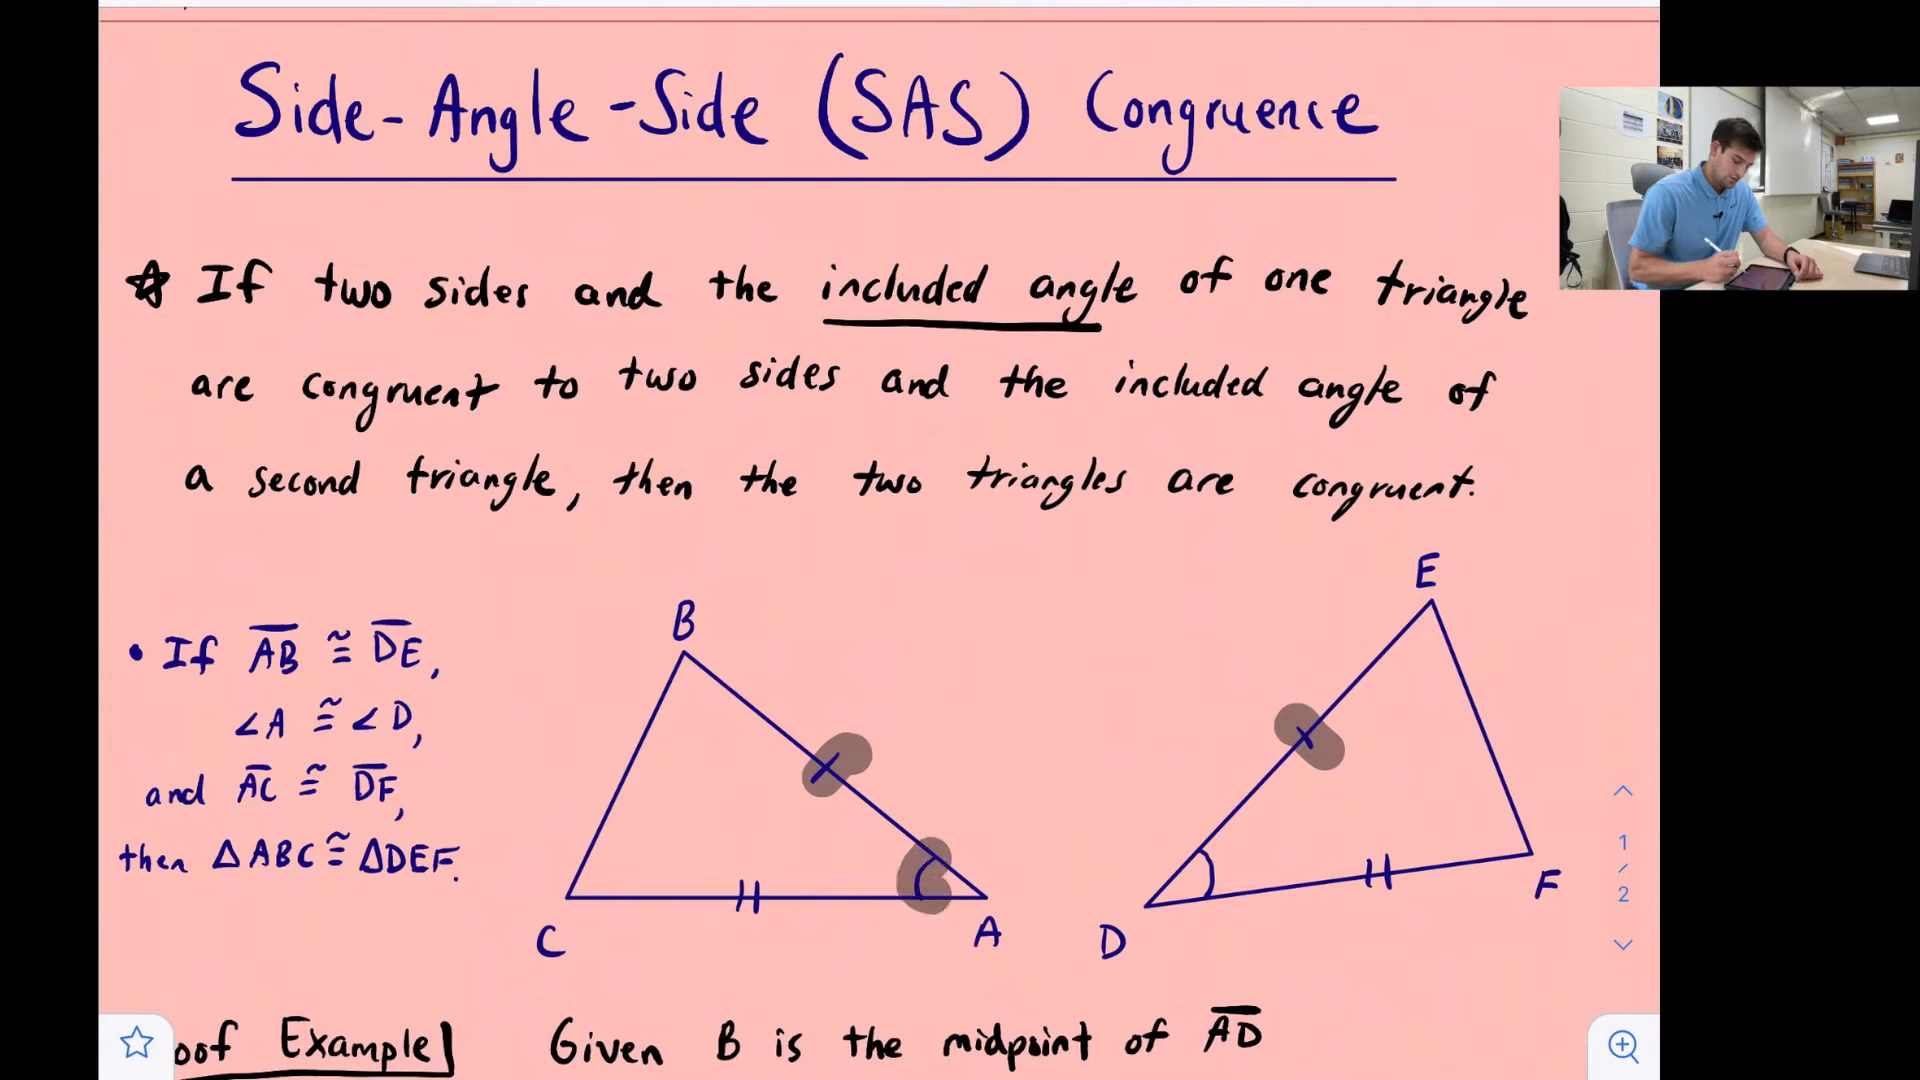 Side-Angle-Side (SAS) Congruence
☆ If two sides and the included angle of one triangle
are congruent to two sides and the included angle of
a second triangle, then the two triangles are congruent.
• If AB ≅ DE,
∠A ≅ ∠D,
and AC ≅ DF,
then △ABC ≅ △DEF.
B
C
A
E
D
F
1
/
2
Example
Given B is the midpoint of AD